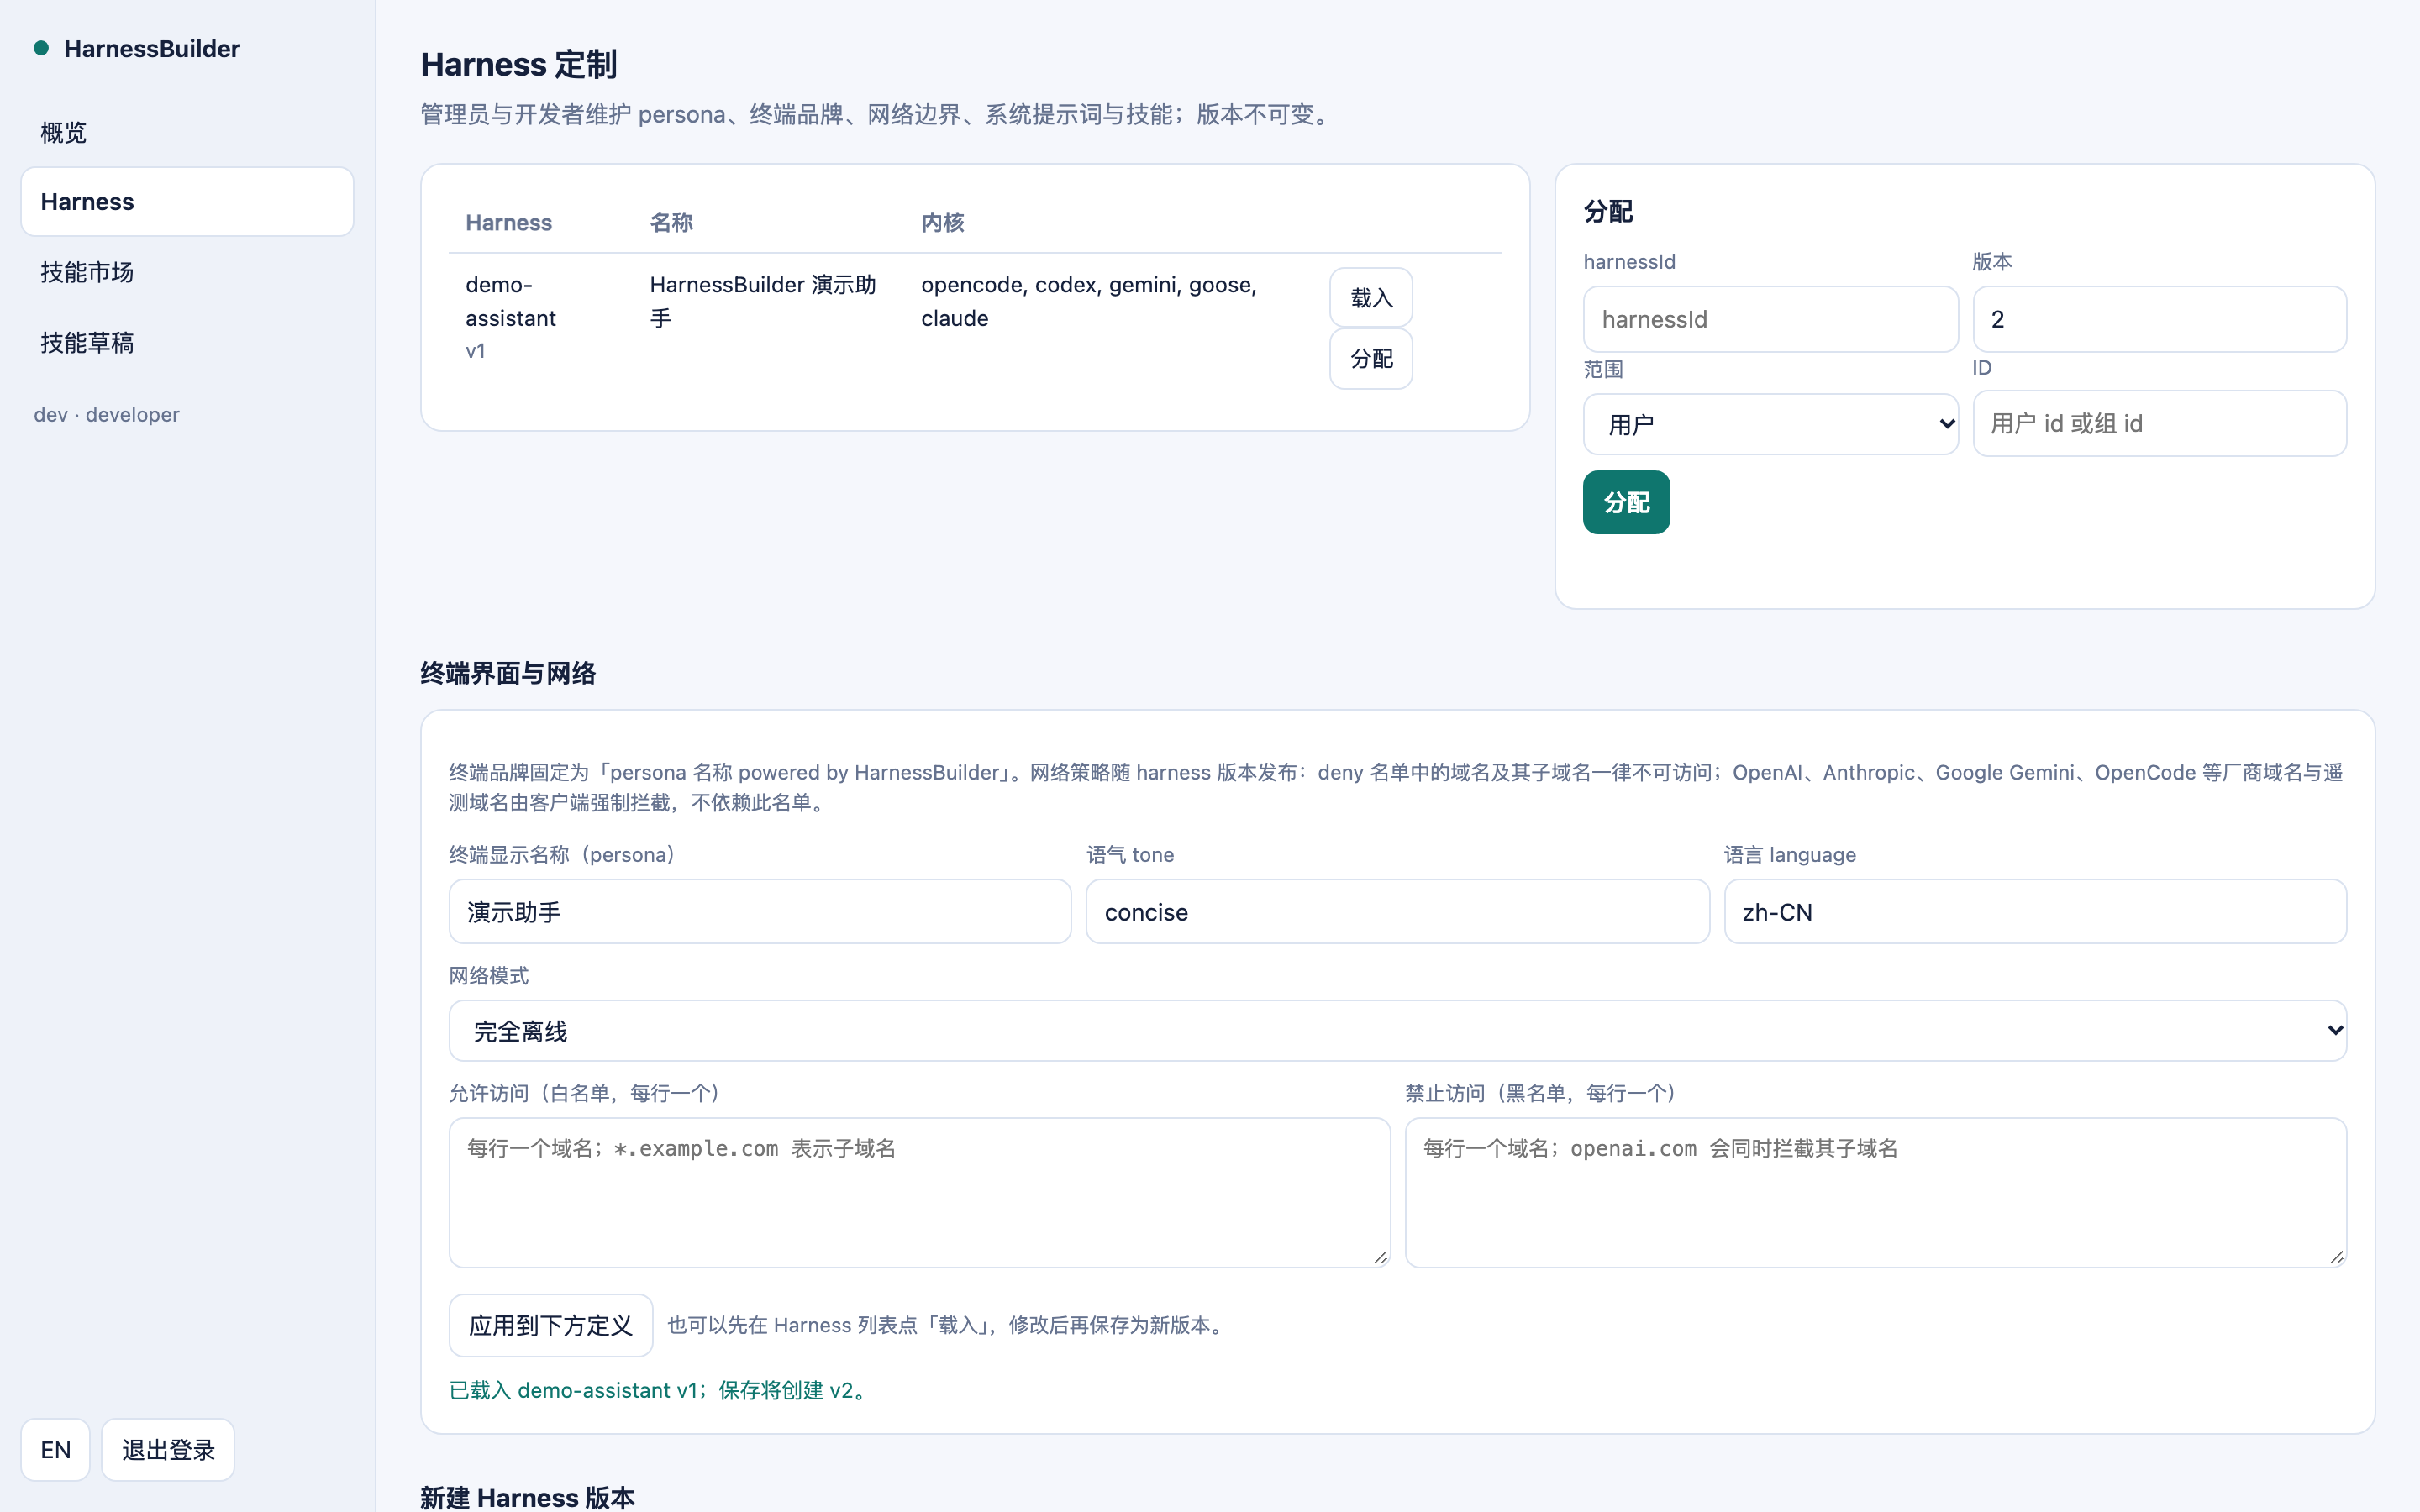 HarnessBuilder
概览
Harness
技能市场
技能草稿
dev · developer
EN
退出登录
Harness 定制
管理员与开发者维护 persona、终端品牌、网络边界、系统提示词与技能；版本不可变。
Harness 名称 内核
demo-assistant v1
HarnessBuilder 演示助手
opencode, codex, gemini, goose, claude
载入
分配
分配
harnessId 版本
harnessId 2
范围 ID
用户 用户 id 或组 id
分配
终端界面与网络
终端品牌固定为「persona 名称 powered by HarnessBuilder」。网络策略随 harness 版本发布：deny 名单中的域名及其子域名一律不可访问；OpenAI、Anthropic、Google Gemini、OpenCode 等厂商域名与遥
测域名由客户端强制拦截，不依赖此名单。
终端显示名称（persona） 语气 tone 语言 language
演示助手 concise zh-CN
网络模式
完全离线
允许访问（白名单，每行一个） 禁止访问（黑名单，每行一个）
每行一个域名；*.example.com 表示子域名 每行一个域名；openai.com 会同时拦截其子域名
应用到下方定义 也可以先在 Harness 列表点「载入」，修改后再保存为新版本。
已载入 demo-assistant v1；保存将创建 v2。
新建 Harness 版本